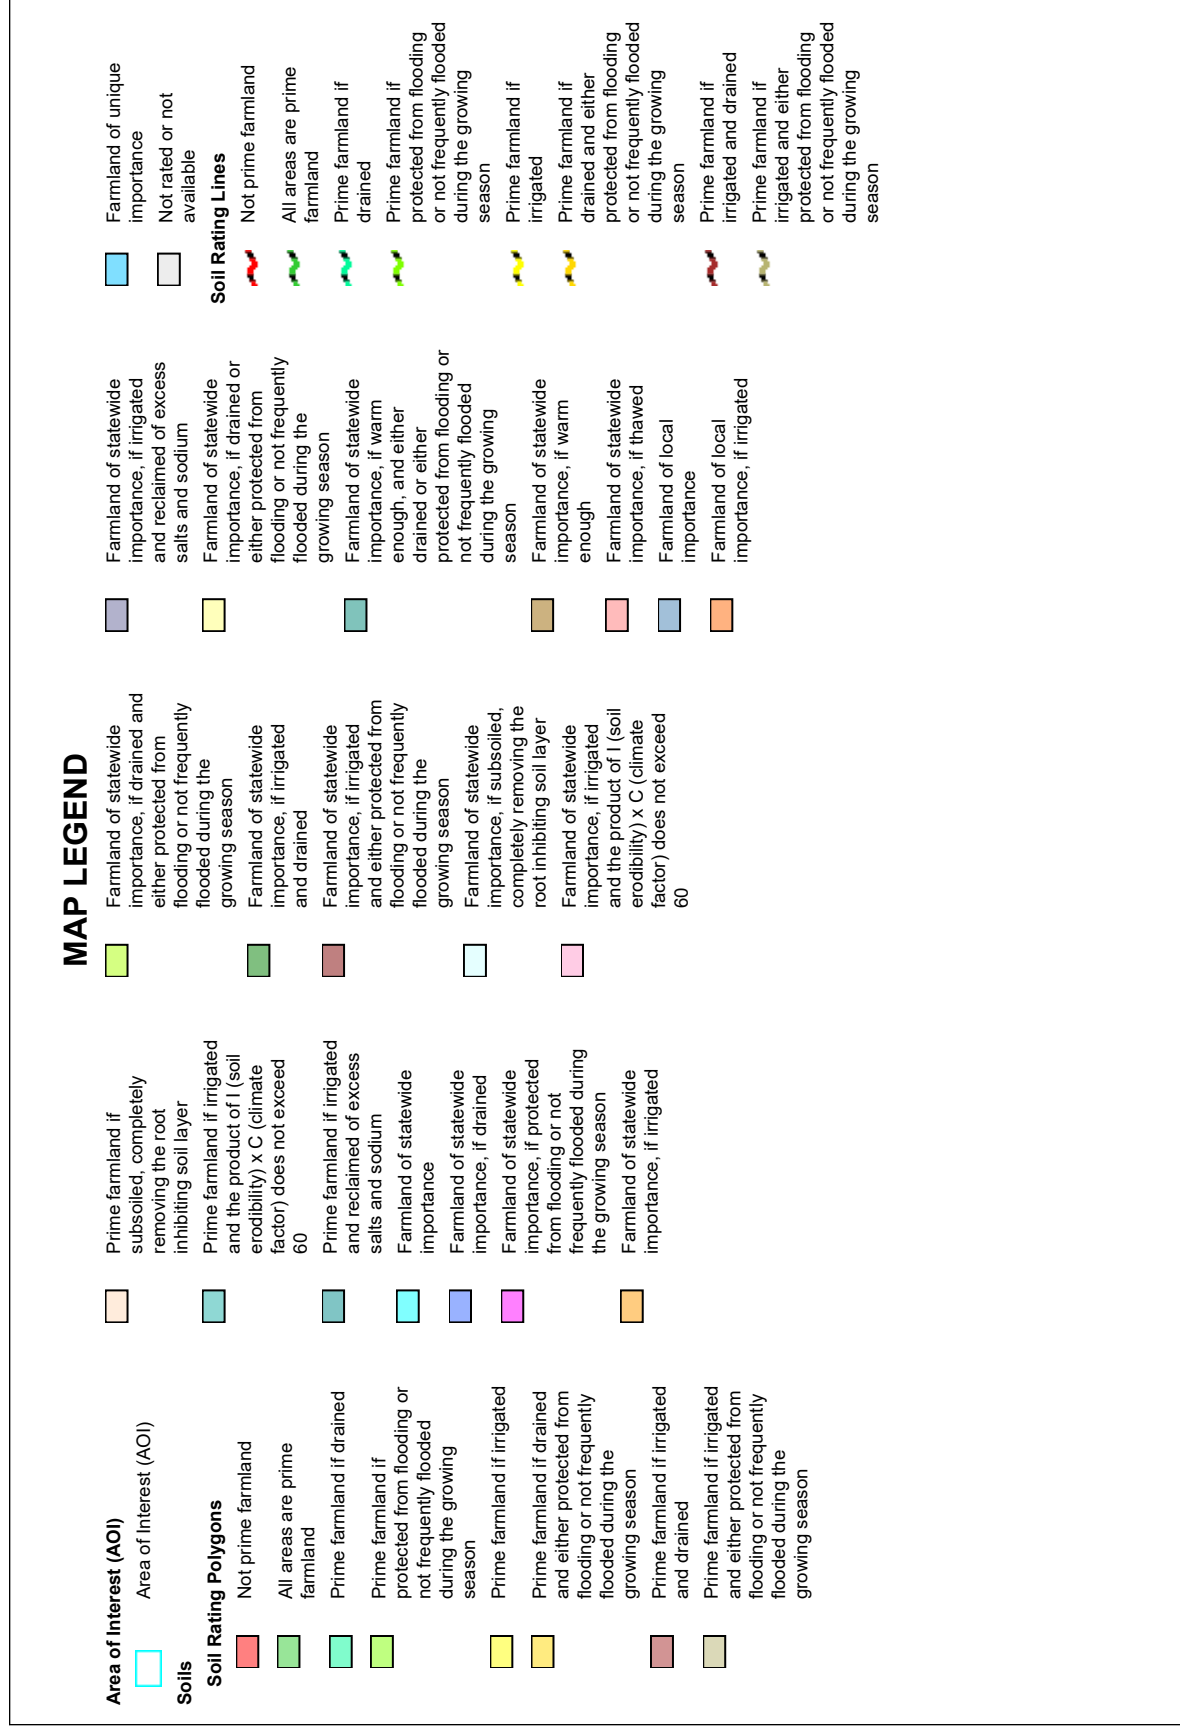 MAP LEGEND
Area of Interest (AOI)
Area of Interest (AOI)
Soils
Soil Rating Polygons
Not prime farmland
All areas are prime
farmland
Prime farmland if drained
Prime farmland if
protected from flooding or
not frequently flooded
during the growing
season
Prime farmland if irrigated
Prime farmland if drained
and either protected from
flooding or not frequently
flooded during the
growing season
Prime farmland if irrigated
and drained
Prime farmland if irrigated
and either protected from
flooding or not frequently
flooded during the
growing season
Prime farmland if
subsoiled, completely
removing the root
inhibiting soil layer
Prime farmland if irrigated
and the product of I (soil
erodibility) x C (climate
factor) does not exceed
60
Prime farmland if irrigated
and reclaimed of excess
salts and sodium
Farmland of statewide
importance
Farmland of statewide
importance, if drained
Farmland of statewide
importance, if protected
from flooding or not
frequently flooded during
the growing season
Farmland of statewide
importance, if irrigated
Farmland of statewide
importance, if drained and
either protected from
flooding or not frequently
flooded during the
growing season
Farmland of statewide
importance, if irrigated
and drained
Farmland of statewide
importance, if irrigated
and either protected from
flooding or not frequently
flooded during the
growing season
Farmland of statewide
importance, if subsoiled,
completely removing the
root inhibiting soil layer
Farmland of statewide
importance, if irrigated
and the product of I (soil
erodibility) x C (climate
factor) does not exceed
60
Farmland of statewide
importance, if irrigated
and reclaimed of excess
salts and sodium
Farmland of statewide
importance, if drained or
either protected from
flooding or not frequently
flooded during the
growing season
Farmland of statewide
importance, if warm
enough, and either
drained or either
protected from flooding or
not frequently flooded
during the growing
season
Farmland of statewide
importance, if warm
enough
Farmland of statewide
importance, if thawed
Farmland of local
importance
Farmland of local
importance, if irrigated
Farmland of unique
importance
Not rated or not
available
Soil Rating Lines
Not prime farmland
All areas are prime
farmland
Prime farmland if
drained
Prime farmland if
protected from flooding
or not frequently flooded
during the growing
season
Prime farmland if
irrigated
Prime farmland if
drained and either
protected from flooding
or not frequently flooded
during the growing
season
Prime farmland if
irrigated and drained
Prime farmland if
irrigated and either
protected from flooding
or not frequently flooded
during the growing
season